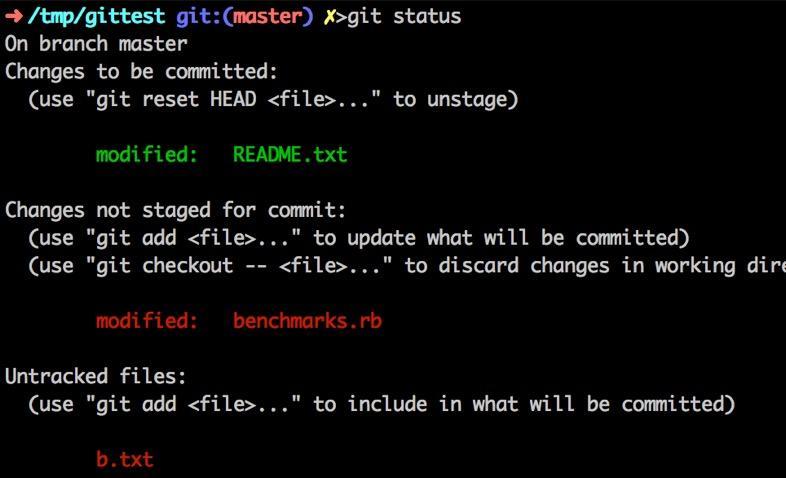 ➜ /tmp/gittest git:(master) ✗>git status
On branch master
Changes to be committed:
  (use "git reset HEAD <file>..." to unstage)

        modified:   README.txt

Changes not staged for commit:
  (use "git add <file>..." to update what will be committed)
  (use "git checkout -- <file>..." to discard changes in working dire

        modified:   benchmarks.rb

Untracked files:
  (use "git add <file>..." to include in what will be committed)

        b.txt